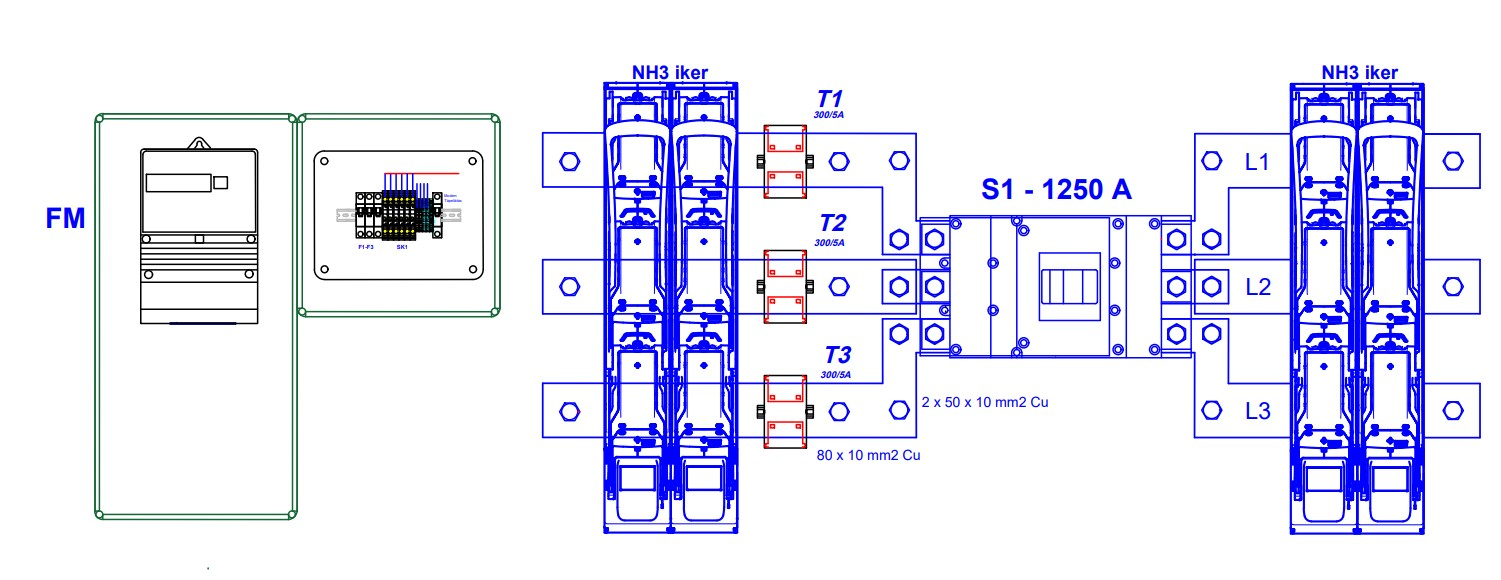 NH3 iker
NH3 iker
T1
300/5A
L1
S1 - 1250 A
FM
T2
300/5A
F1-F3
SK1
L2
T3
300/5A
2 x 50 x 10 mm2 Cu
L3
80 x 10 mm2 Cu